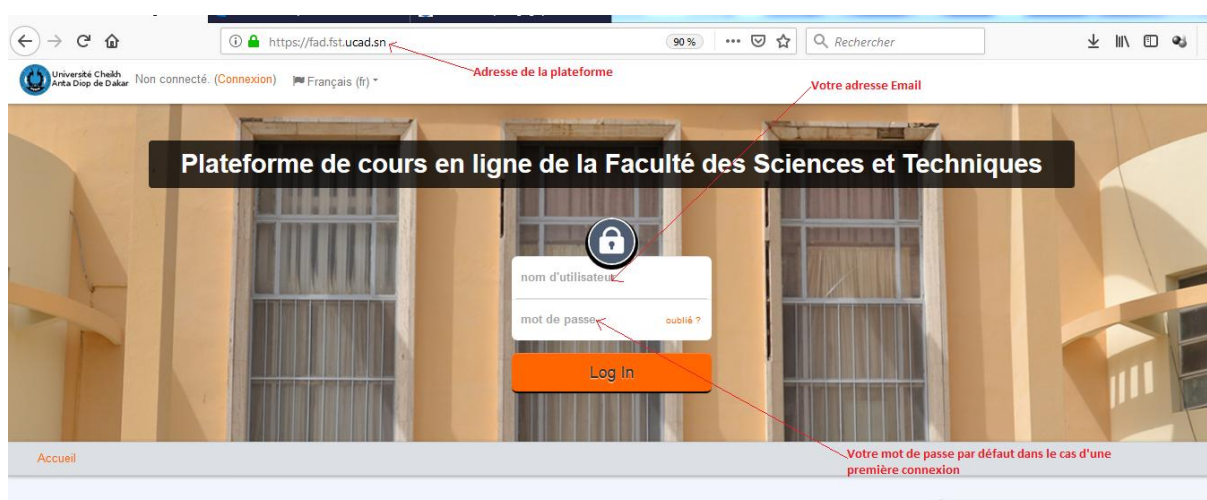 https://fad.fst.ucad.sn
90 %
Rechercher
Adresse de la plateforme
Université Cheikh
Anta Diop de Dakar
Non connecté. (Connexion)
Français (fr)
Votre adresse Email
Plateforme de cours en ligne de la Faculté des Sciences et Techniques
nom d'utilisateur
mot de passe
oublié ?
Log In
Accueil
Votre mot de passe par défaut dans le cas d'une
première connexion